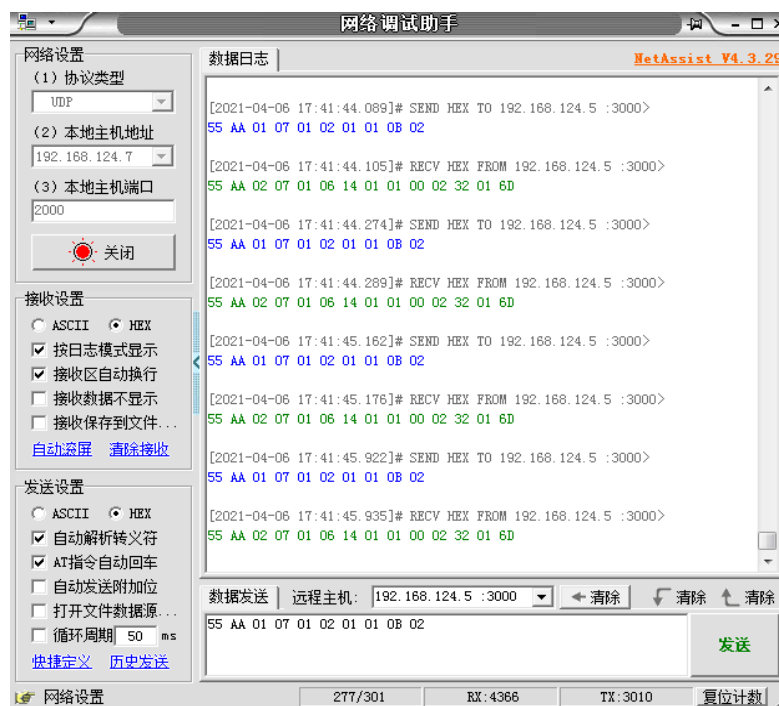 网络调试助手
网络设置
(1) 协议类型
UDP
(2) 本地主机地址
192.168.124.7
(3) 本地主机端口
2000
关闭
接收设置
ASCII HEX
按日志模式显示
接收区自动换行
接收数据不显示
接收保存到文件...
自动滚屏 清除接收
发送设置
ASCII HEX
自动解析转义符
AT指令自动回车
自动发送附加位
打开文件数据源...
循环周期 50 ms
快捷定义 历史发送
数据日志 NetAssist V4.3.29
[2021-04-06 17:41:44.089]# SEND HEX TO 192.168.124.5 :3000>
55 AA 01 07 01 02 01 01 0B 02
[2021-04-06 17:41:44.105]# RECV HEX FROM 192.168.124.5 :3000>
55 AA 02 07 01 06 14 01 01 00 02 32 01 6D
[2021-04-06 17:41:44.274]# SEND HEX TO 192.168.124.5 :3000>
55 AA 01 07 01 02 01 01 0B 02
[2021-04-06 17:41:44.289]# RECV HEX FROM 192.168.124.5 :3000>
55 AA 02 07 01 06 14 01 01 00 02 32 01 6D
[2021-04-06 17:41:45.162]# SEND HEX TO 192.168.124.5 :3000>
55 AA 01 07 01 02 01 01 0B 02
[2021-04-06 17:41:45.176]# RECV HEX FROM 192.168.124.5 :3000>
55 AA 02 07 01 06 14 01 01 00 02 32 01 6D
[2021-04-06 17:41:45.922]# SEND HEX TO 192.168.124.5 :3000>
55 AA 01 07 01 02 01 01 0B 02
[2021-04-06 17:41:45.935]# RECV HEX FROM 192.168.124.5 :3000>
55 AA 02 07 01 06 14 01 01 00 02 32 01 6D
数据发送 远程主机: 192.168.124.5 :3000 清除 清除 清除
55 AA 01 07 01 02 01 01 0B 02
发送
网络设置 277/301 RX:4366 TX:3010 复位计数